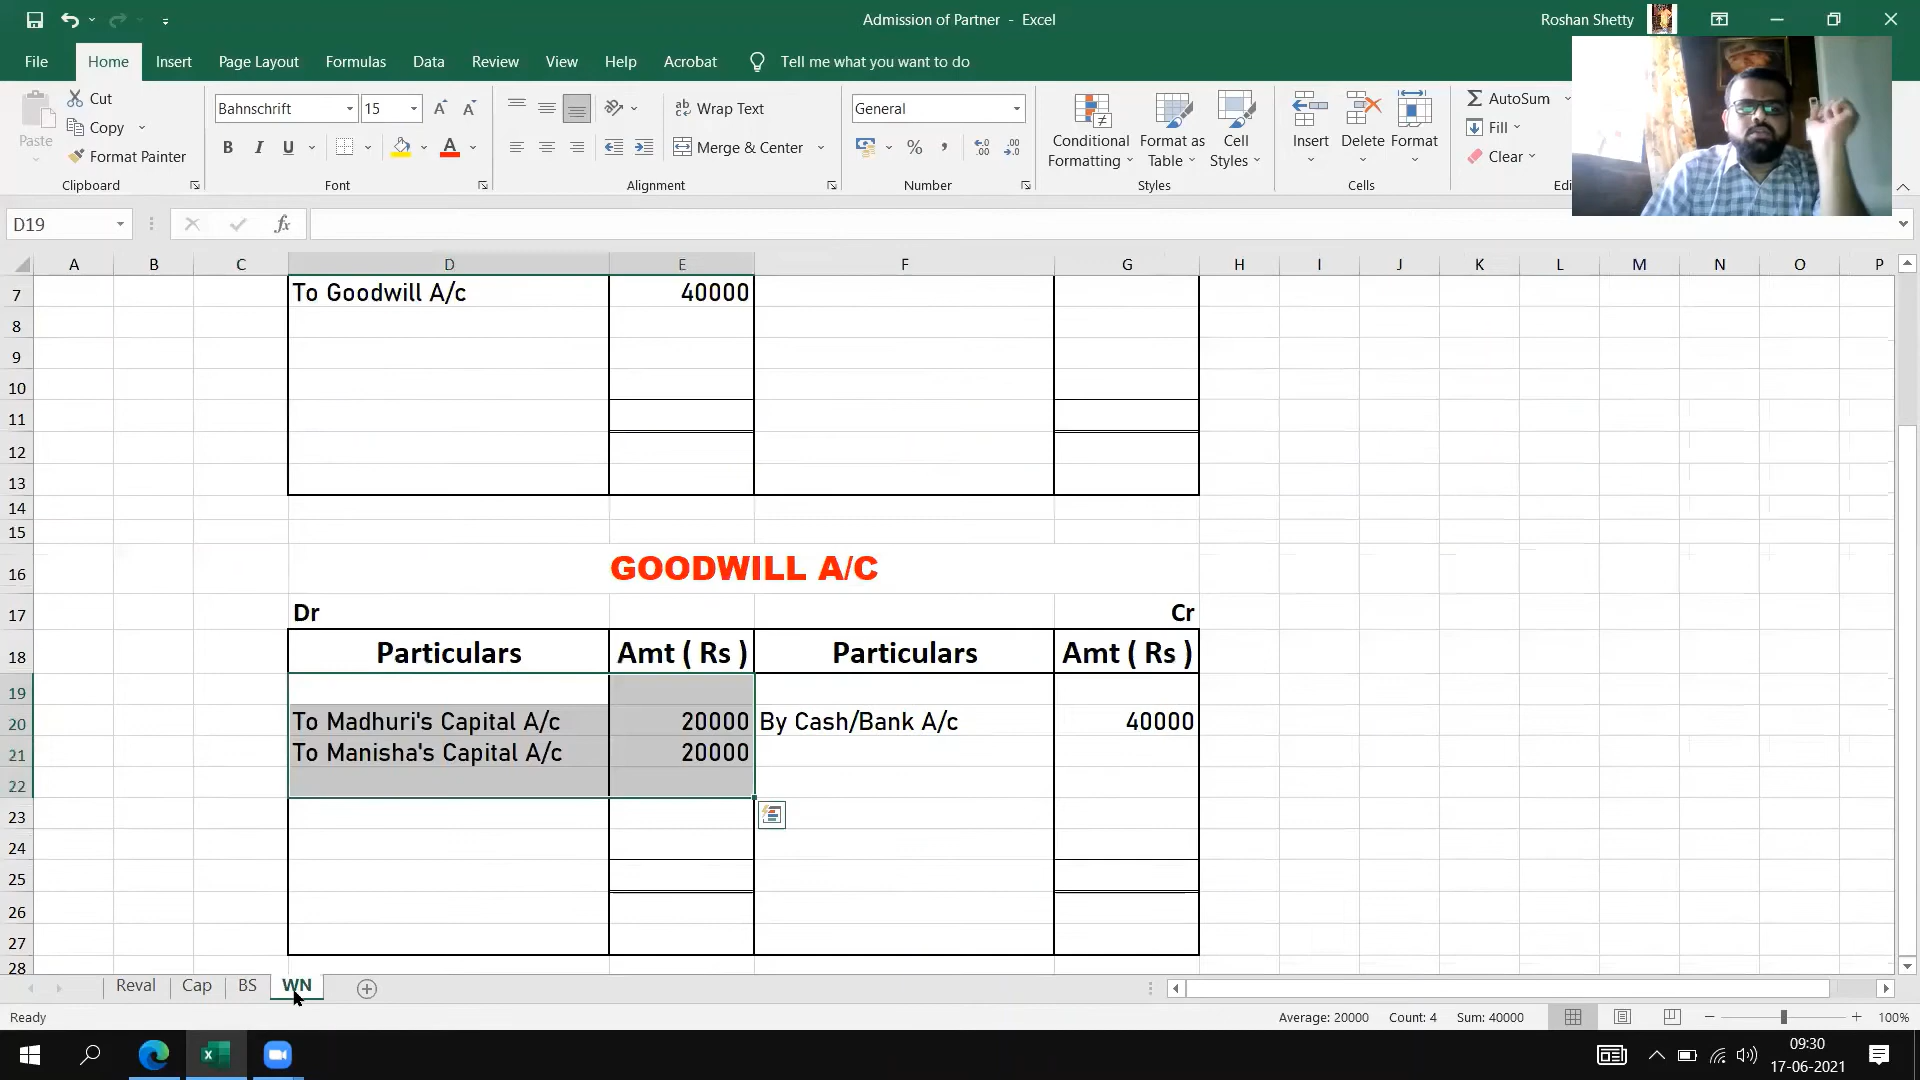 Admission of Partner - Excel
Roshan Shetty
File Home Insert Page Layout Formulas Data Review View Help Acrobat Tell me what you want to do
Paste
Cut
Copy
Format Painter
Clipboard
Bahnschrift 15
B I U
Font
Wrap Text
Merge & Center
Alignment
General
Number
Conditional Formatting
Format as Table
Cell Styles
Styles
Insert Delete Format
Cells
AutoSum
Fill
Clear
D19
fx
A B C D E F G H I J K L M N O P
7 To Goodwill A/c 40000
8
9
10
11
12
13
14
15
16 GOODWILL A/C
17 Dr Cr
18 Particulars Amt ( Rs ) Particulars Amt ( Rs )
19
20 To Madhuri's Capital A/c 20000 By Cash/Bank A/c 40000
21 To Manisha's Capital A/c 20000
22
23
24
25
26
27
28
Reval Cap BS WN
Ready Average: 20000 Count: 4 Sum: 40000 100%
09:30
17-06-2021